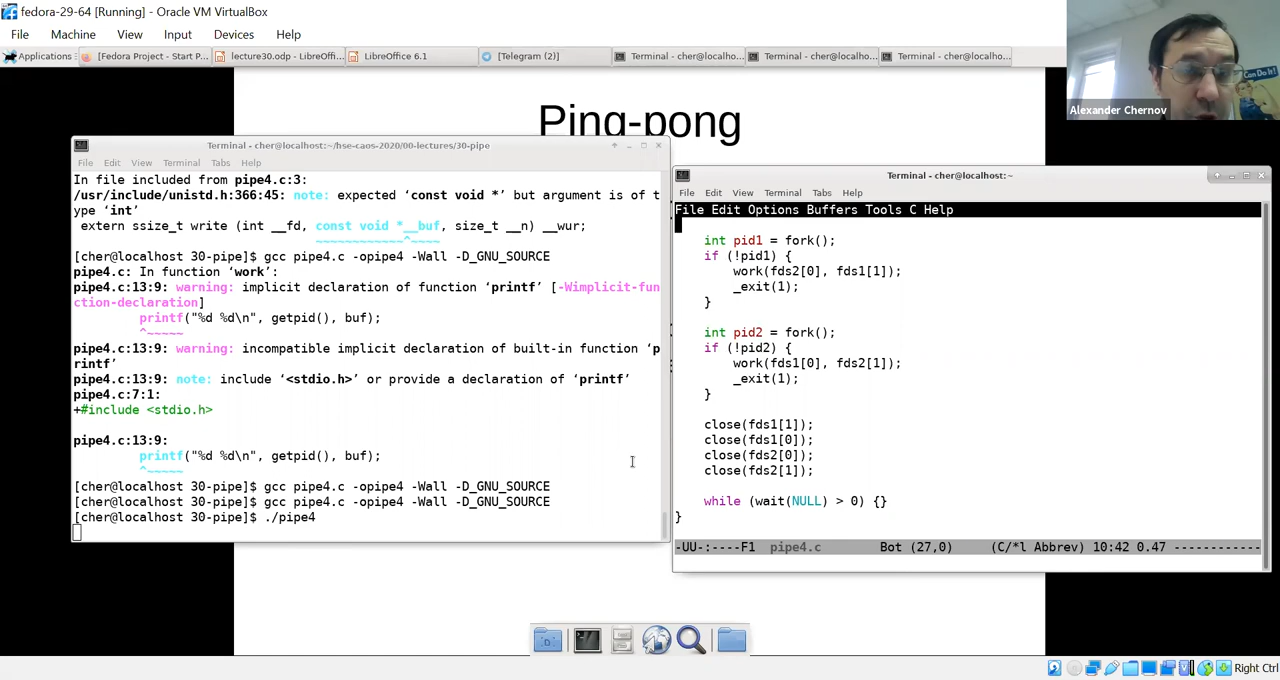 fedora-29-64 [Running] - Oracle VM VirtualBox
File Machine View Input Devices Help
Applications [Fedora Project - Start P... lecture30.odp - LibreOffi... LibreOffice 6.1 [Telegram (2)] Terminal - cher@localho... Terminal - cher@localho... Terminal - cher@localho...
Can Do It!
Alexander Chernov
Ping-pong
Terminal - cher@localhost:~/hse-caos-2020/00-lectures/30-pipe
File Edit View Terminal Tabs Help
In file included from pipe4.c:3:
/usr/include/unistd.h:366:45: note: expected ‘const void *’ but argument is of t
ype ‘int’
extern ssize_t write (int __fd, const void *__buf, size_t __n) __wur;
~~~~~~~~~~~~^~~~~
[cher@localhost 30-pipe]$ gcc pipe4.c -opipe4 -Wall -D_GNU_SOURCE
pipe4.c: In function ‘work’:
pipe4.c:13:9: warning: implicit declaration of function ‘printf’ [-Wimplicit-fun
ction-declaration]
printf("%d %d\n", getpid(), buf);
^~~~~~
pipe4.c:13:9: warning: incompatible implicit declaration of built-in function ‘p
rintf’
pipe4.c:13:9: note: include ‘<stdio.h>’ or provide a declaration of ‘printf’
pipe4.c:7:1:
+#include <stdio.h>
pipe4.c:13:9:
printf("%d %d\n", getpid(), buf);
^~~~~~
[cher@localhost 30-pipe]$ gcc pipe4.c -opipe4 -Wall -D_GNU_SOURCE
[cher@localhost 30-pipe]$ gcc pipe4.c -opipe4 -Wall -D_GNU_SOURCE
[cher@localhost 30-pipe]$ ./pipe4
Terminal - cher@localhost:~
File Edit View Terminal Tabs Help
File Edit Options Buffers Tools C Help
int pid1 = fork();
if (!pid1) {
work(fds2[0], fds1[1]);
_exit(1);
}
int pid2 = fork();
if (!pid2) {
work(fds1[0], fds2[1]);
_exit(1);
}
close(fds1[1]);
close(fds1[0]);
close(fds2[0]);
close(fds2[1]);
while (wait(NULL) > 0) {}
}
-UU-:----F1 pipe4.c Bot (27,0) (C/*l Abbrev) 10:42 0.47 ------------
Right Ctrl